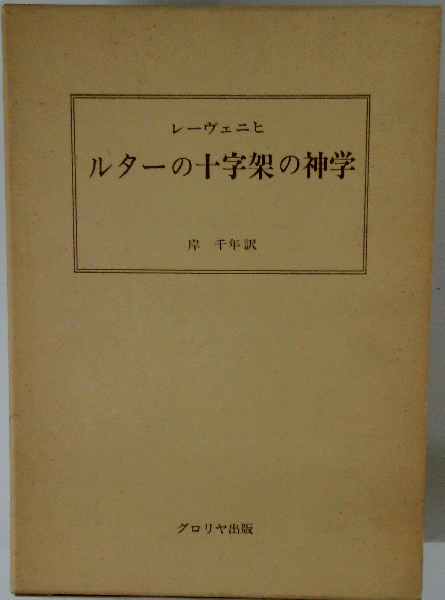 レーヴェニヒ
ルターの十字架の神学
岸 千年訳
グロリヤ出版